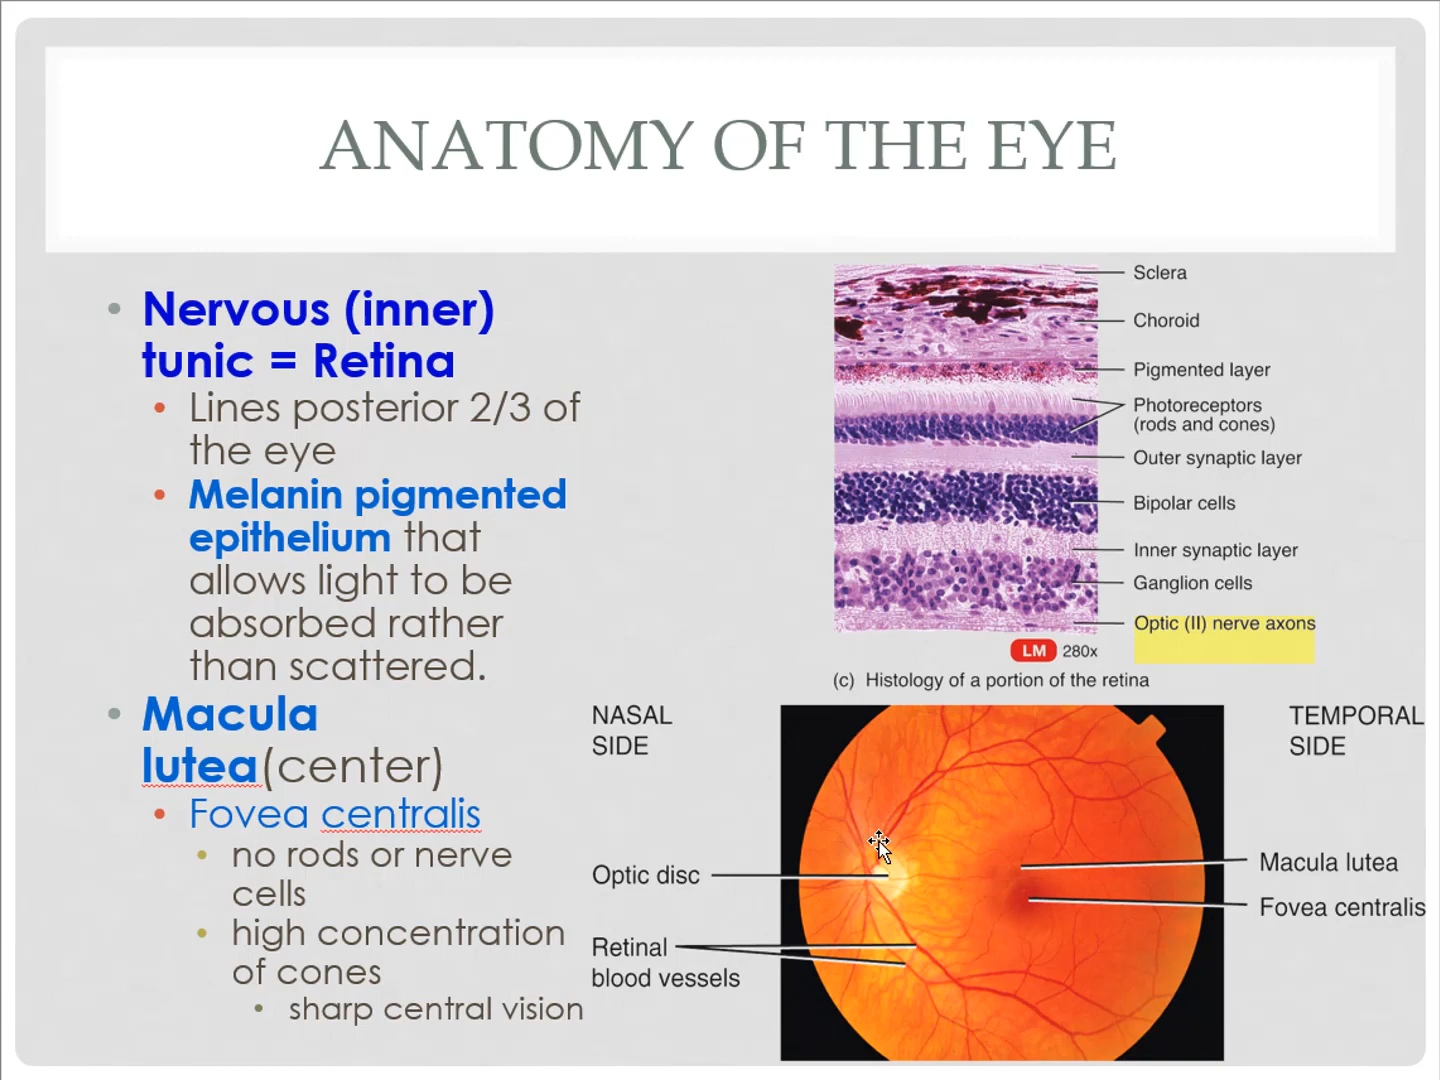 ANATOMY OF THE EYE
• Nervous (inner)
tunic = Retina
• Lines posterior 2/3 of
the eye
• Melanin pigmented
epithelium that
allows light to be
absorbed rather
than scattered.
• Macula
lutea(center)
• Fovea centralis
• no rods or nerve
cells
• high concentration
of cones
• sharp central vision
Sclera
Choroid
Pigmented layer
Photoreceptors
(rods and cones)
Outer synaptic layer
Bipolar cells
Inner synaptic layer
Ganglion cells
Optic (II) nerve axons
LM 280x
(c) Histology of a portion of the retina
NASAL
SIDE
TEMPORAL
SIDE
Optic disc
Retinal
blood vessels
Macula lutea
Fovea centralis